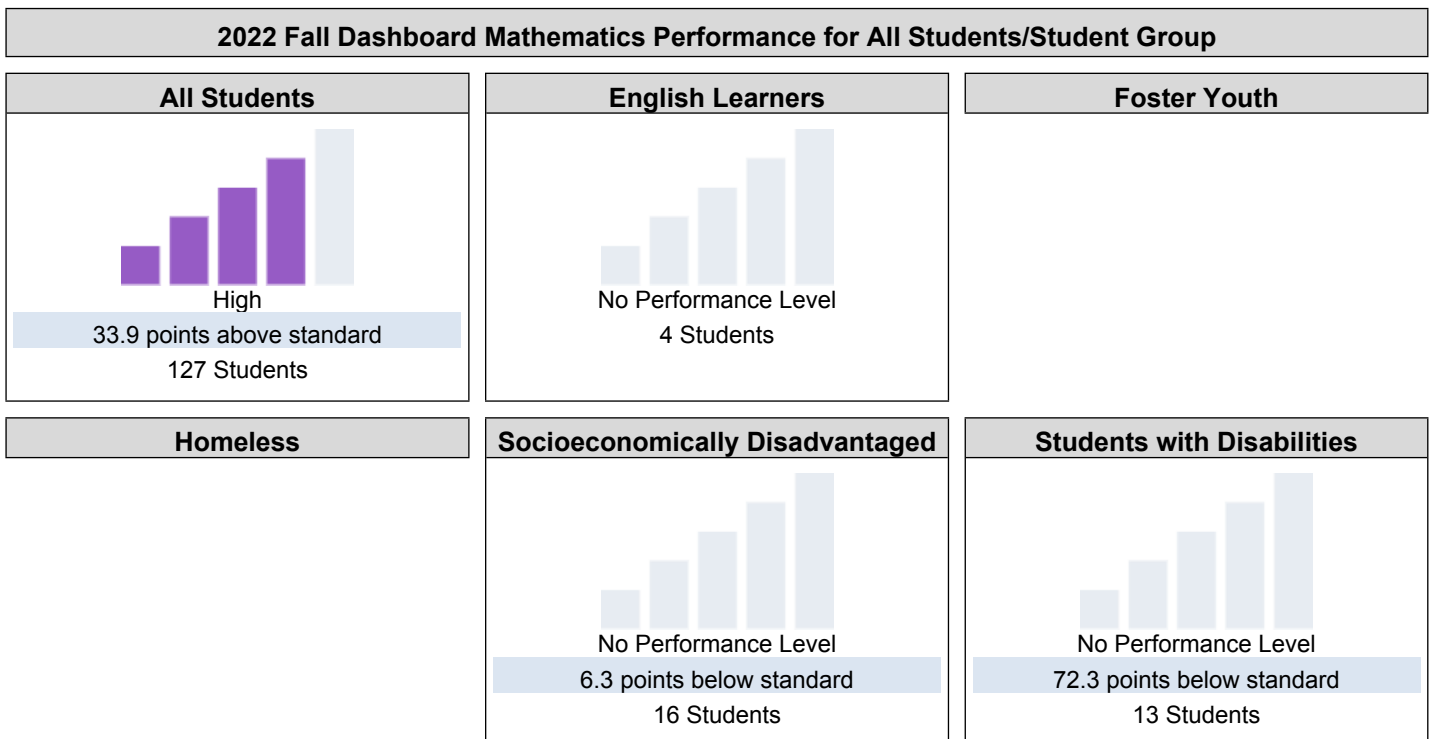 2022 Fall Dashboard Mathematics Performance for All Students/Student Group
All Students
High
33.9 points above standard
127 Students
English Learners
No Performance Level
4 Students
Foster Youth
Homeless
Socioeconomically Disadvantaged
No Performance Level
6.3 points below standard
16 Students
Students with Disabilities
No Performance Level
72.3 points below standard
13 Students